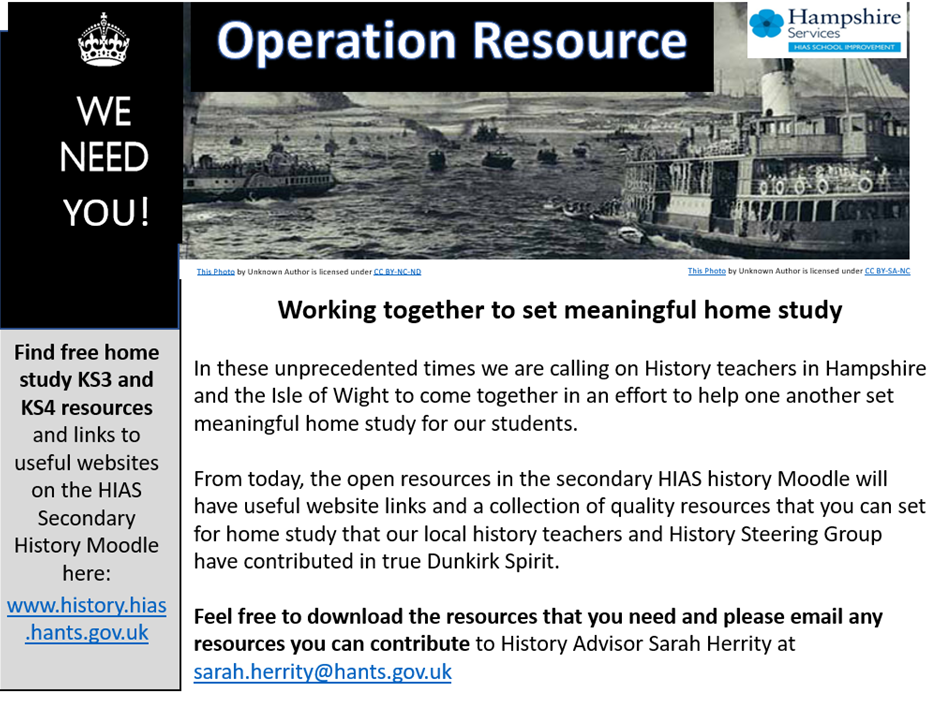 WE
NEED
YOU!
Operation Resource
Hampshire
Services
HIAS SCHOOL IMPROVEMENT
This Photo by Unknown Author is licensed under CC BY-NC-ND
This Photo by Unknown Author is licensed under CC BY-SA-NC
Find free home
study KS3 and
KS4 resources
and links to
useful websites
on the HIAS
Secondary
History Moodle
here:
www.history.hias
.hants.gov.uk
Working together to set meaningful home study
In these unprecedented times we are calling on History teachers in Hampshire
and the Isle of Wight to come together in an effort to help one another set
meaningful home study for our students.
From today, the open resources in the secondary HIAS history Moodle will
have useful website links and a collection of quality resources that you can set
for home study that our local history teachers and History Steering Group
have contributed in true Dunkirk Spirit.
Feel free to download the resources that you need and please email any
resources you can contribute to History Advisor Sarah Herrity at
sarah.herrity@hants.gov.uk